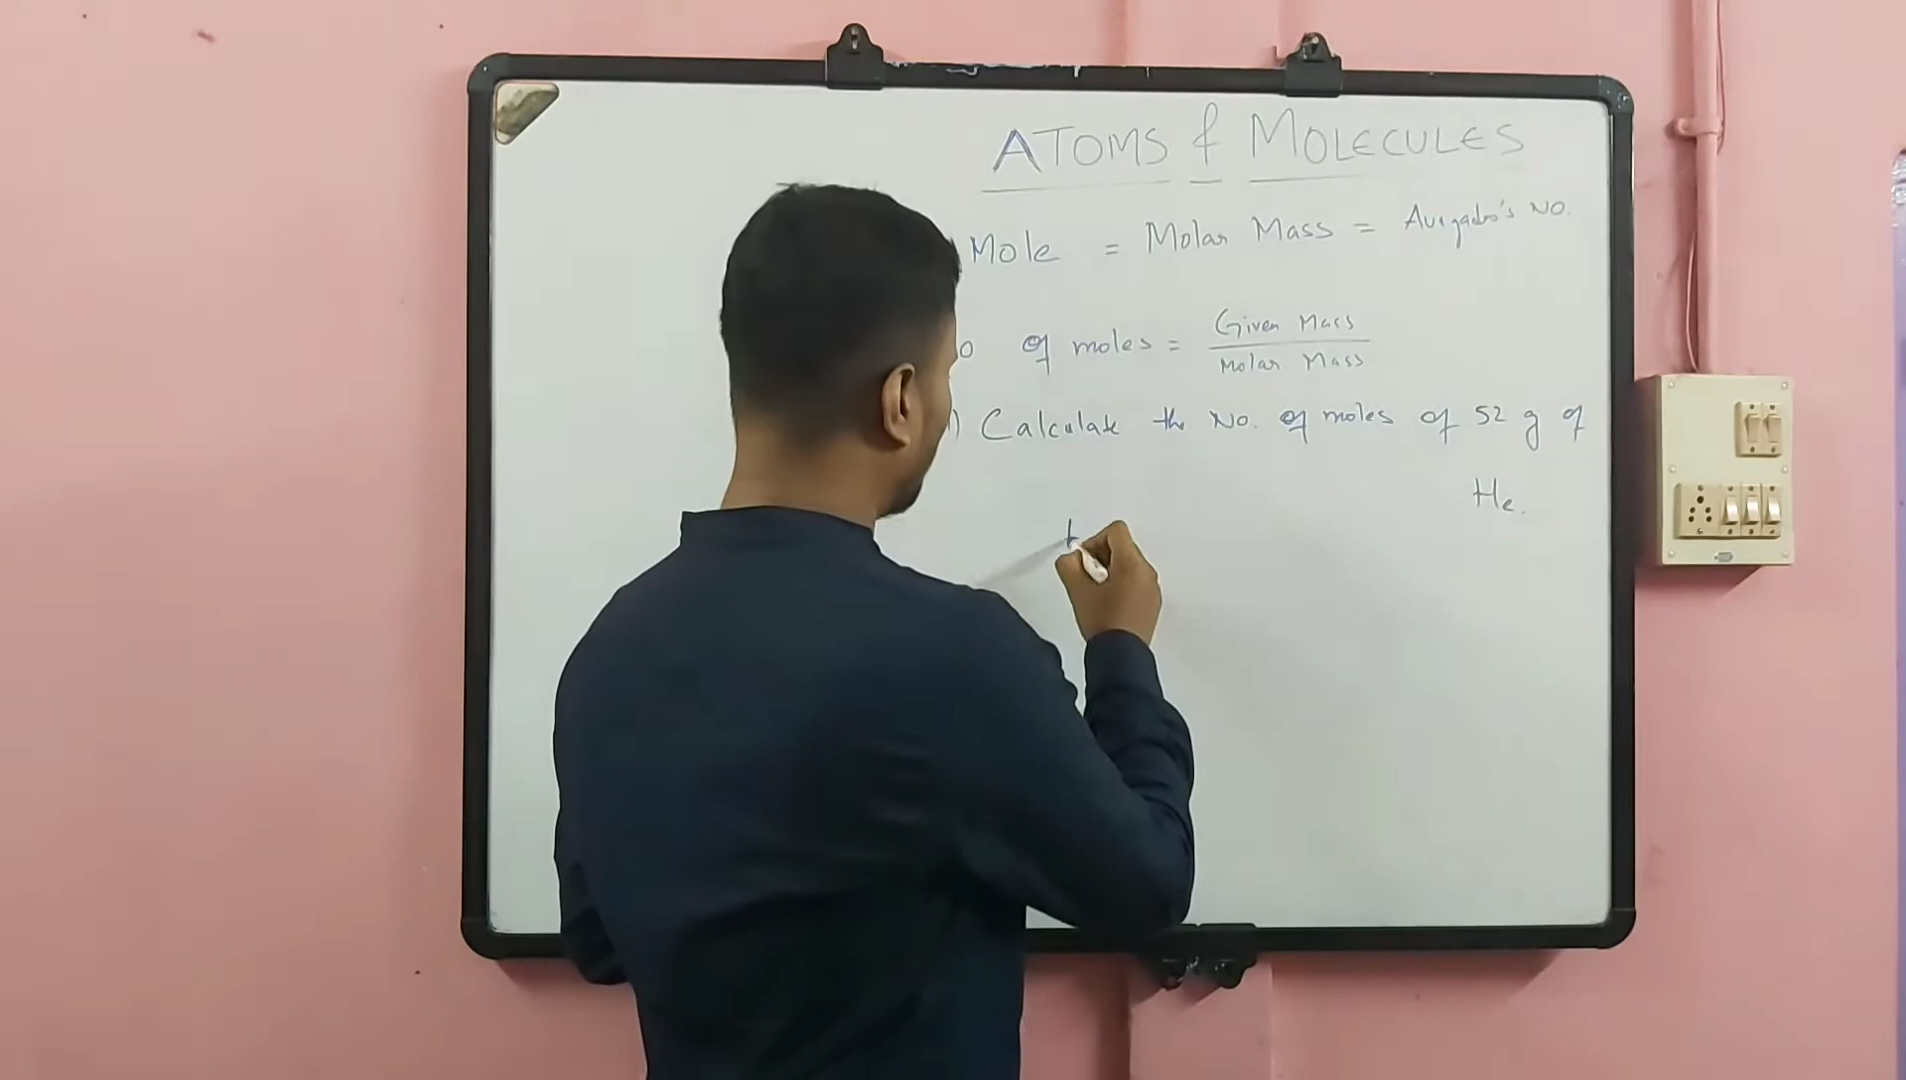 ATOMS & MOLECULES
Mole = Molar Mass = Avogadro's NO.
o of moles = Given Mass
Molar Mass
) Calculate the No. of moles of 52 g of
He.